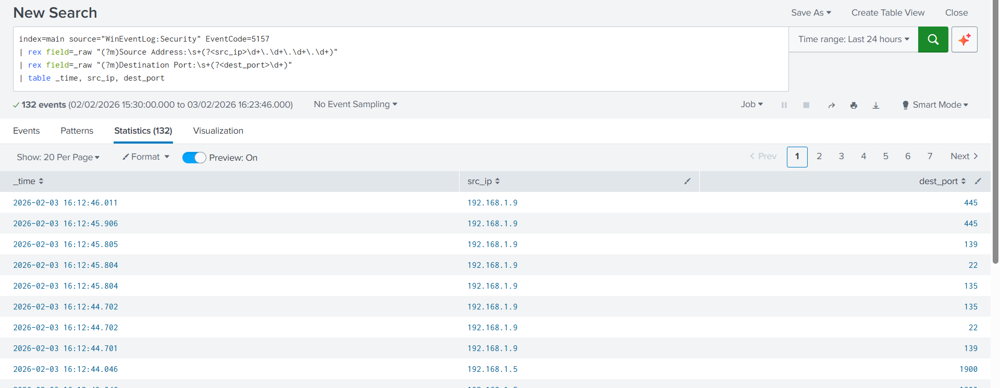 New Search
Save As Create Table View Close
index=main source="WinEventLog:Security" EventCode=5157
| rex field=_raw "(?m)Source Address:\s+(?<src_ip>\d+\.\d+\.\d+\.\d+)"
| rex field=_raw "(?m)Destination Port:\s+(?<dest_port>\d+)"
| table _time, src_ip, dest_port
Time range: Last 24 hours
132 events (02/02/2026 15:30:00.000 to 03/02/2026 16:23:46.000) No Event Sampling Job Smart Mode
Events Patterns Statistics (132) Visualization
Show: 20 Per Page Format Preview: On Prev 1 2 3 4 5 6 7 Next
_time src_ip dest_port
2026-02-03 16:12:46.011 192.168.1.9 445
2026-02-03 16:12:45.906 192.168.1.9 445
2026-02-03 16:12:45.805 192.168.1.9 139
2026-02-03 16:12:45.804 192.168.1.9 22
2026-02-03 16:12:45.804 192.168.1.9 135
2026-02-03 16:12:44.702 192.168.1.9 135
2026-02-03 16:12:44.702 192.168.1.9 22
2026-02-03 16:12:44.701 192.168.1.9 139
2026-02-03 16:12:44.046 192.168.1.5 1900